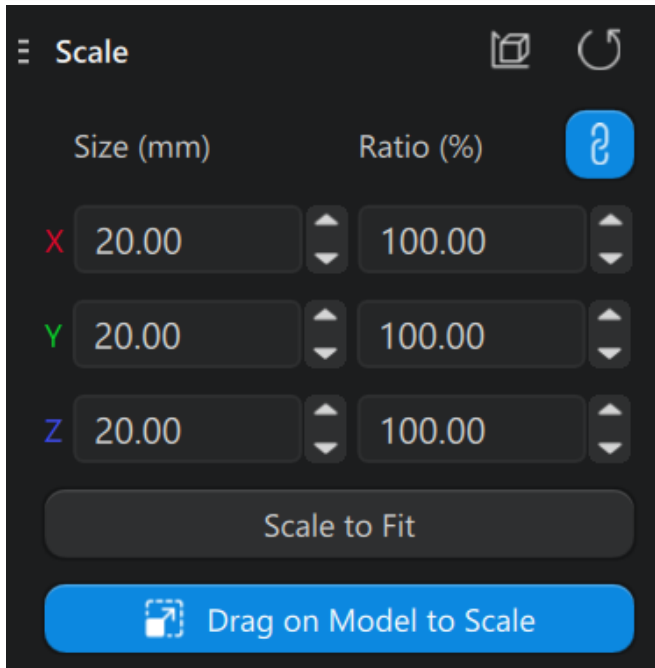 Scale
Size (mm) Ratio (%)
X 20.00 100.00
Y 20.00 100.00
Z 20.00 100.00
Scale to Fit
Drag on Model to Scale